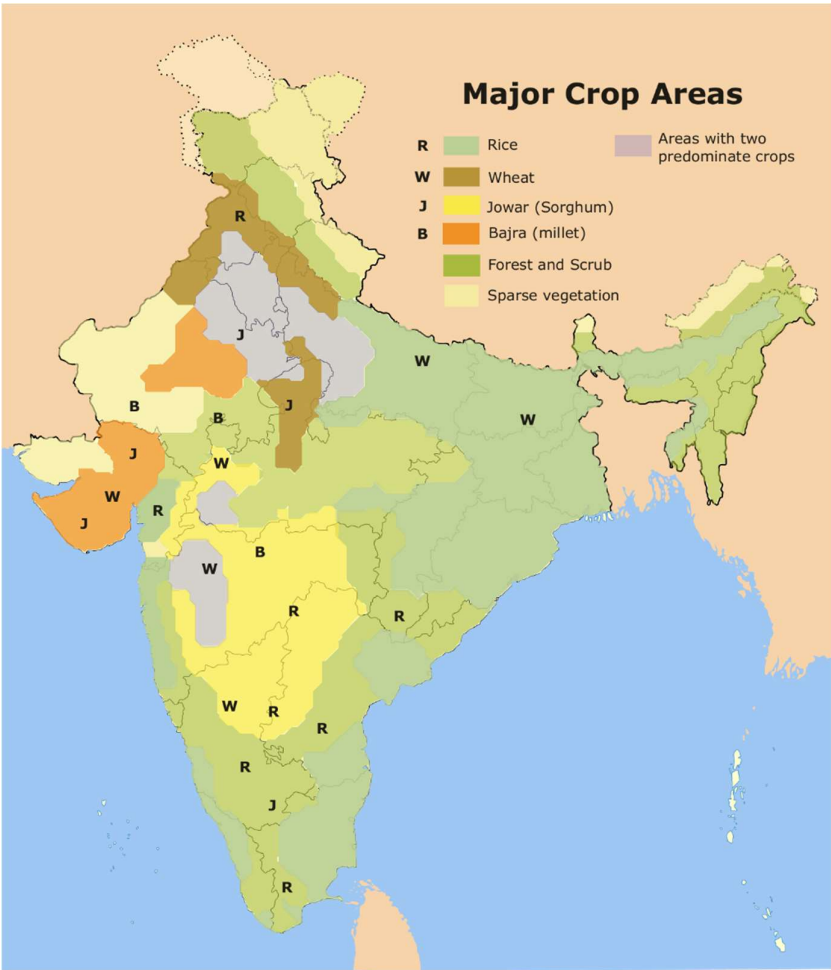 Major Crop Areas
R Rice
Areas with two
predominate crops
W Wheat
J Jowar (Sorghum)
B Bajra (millet)
Forest and Scrub
Sparse vegetation
R
J
W
B
J
B
W
J
W
W
R
J
B
W
R
R
W
R
R
R
J
R